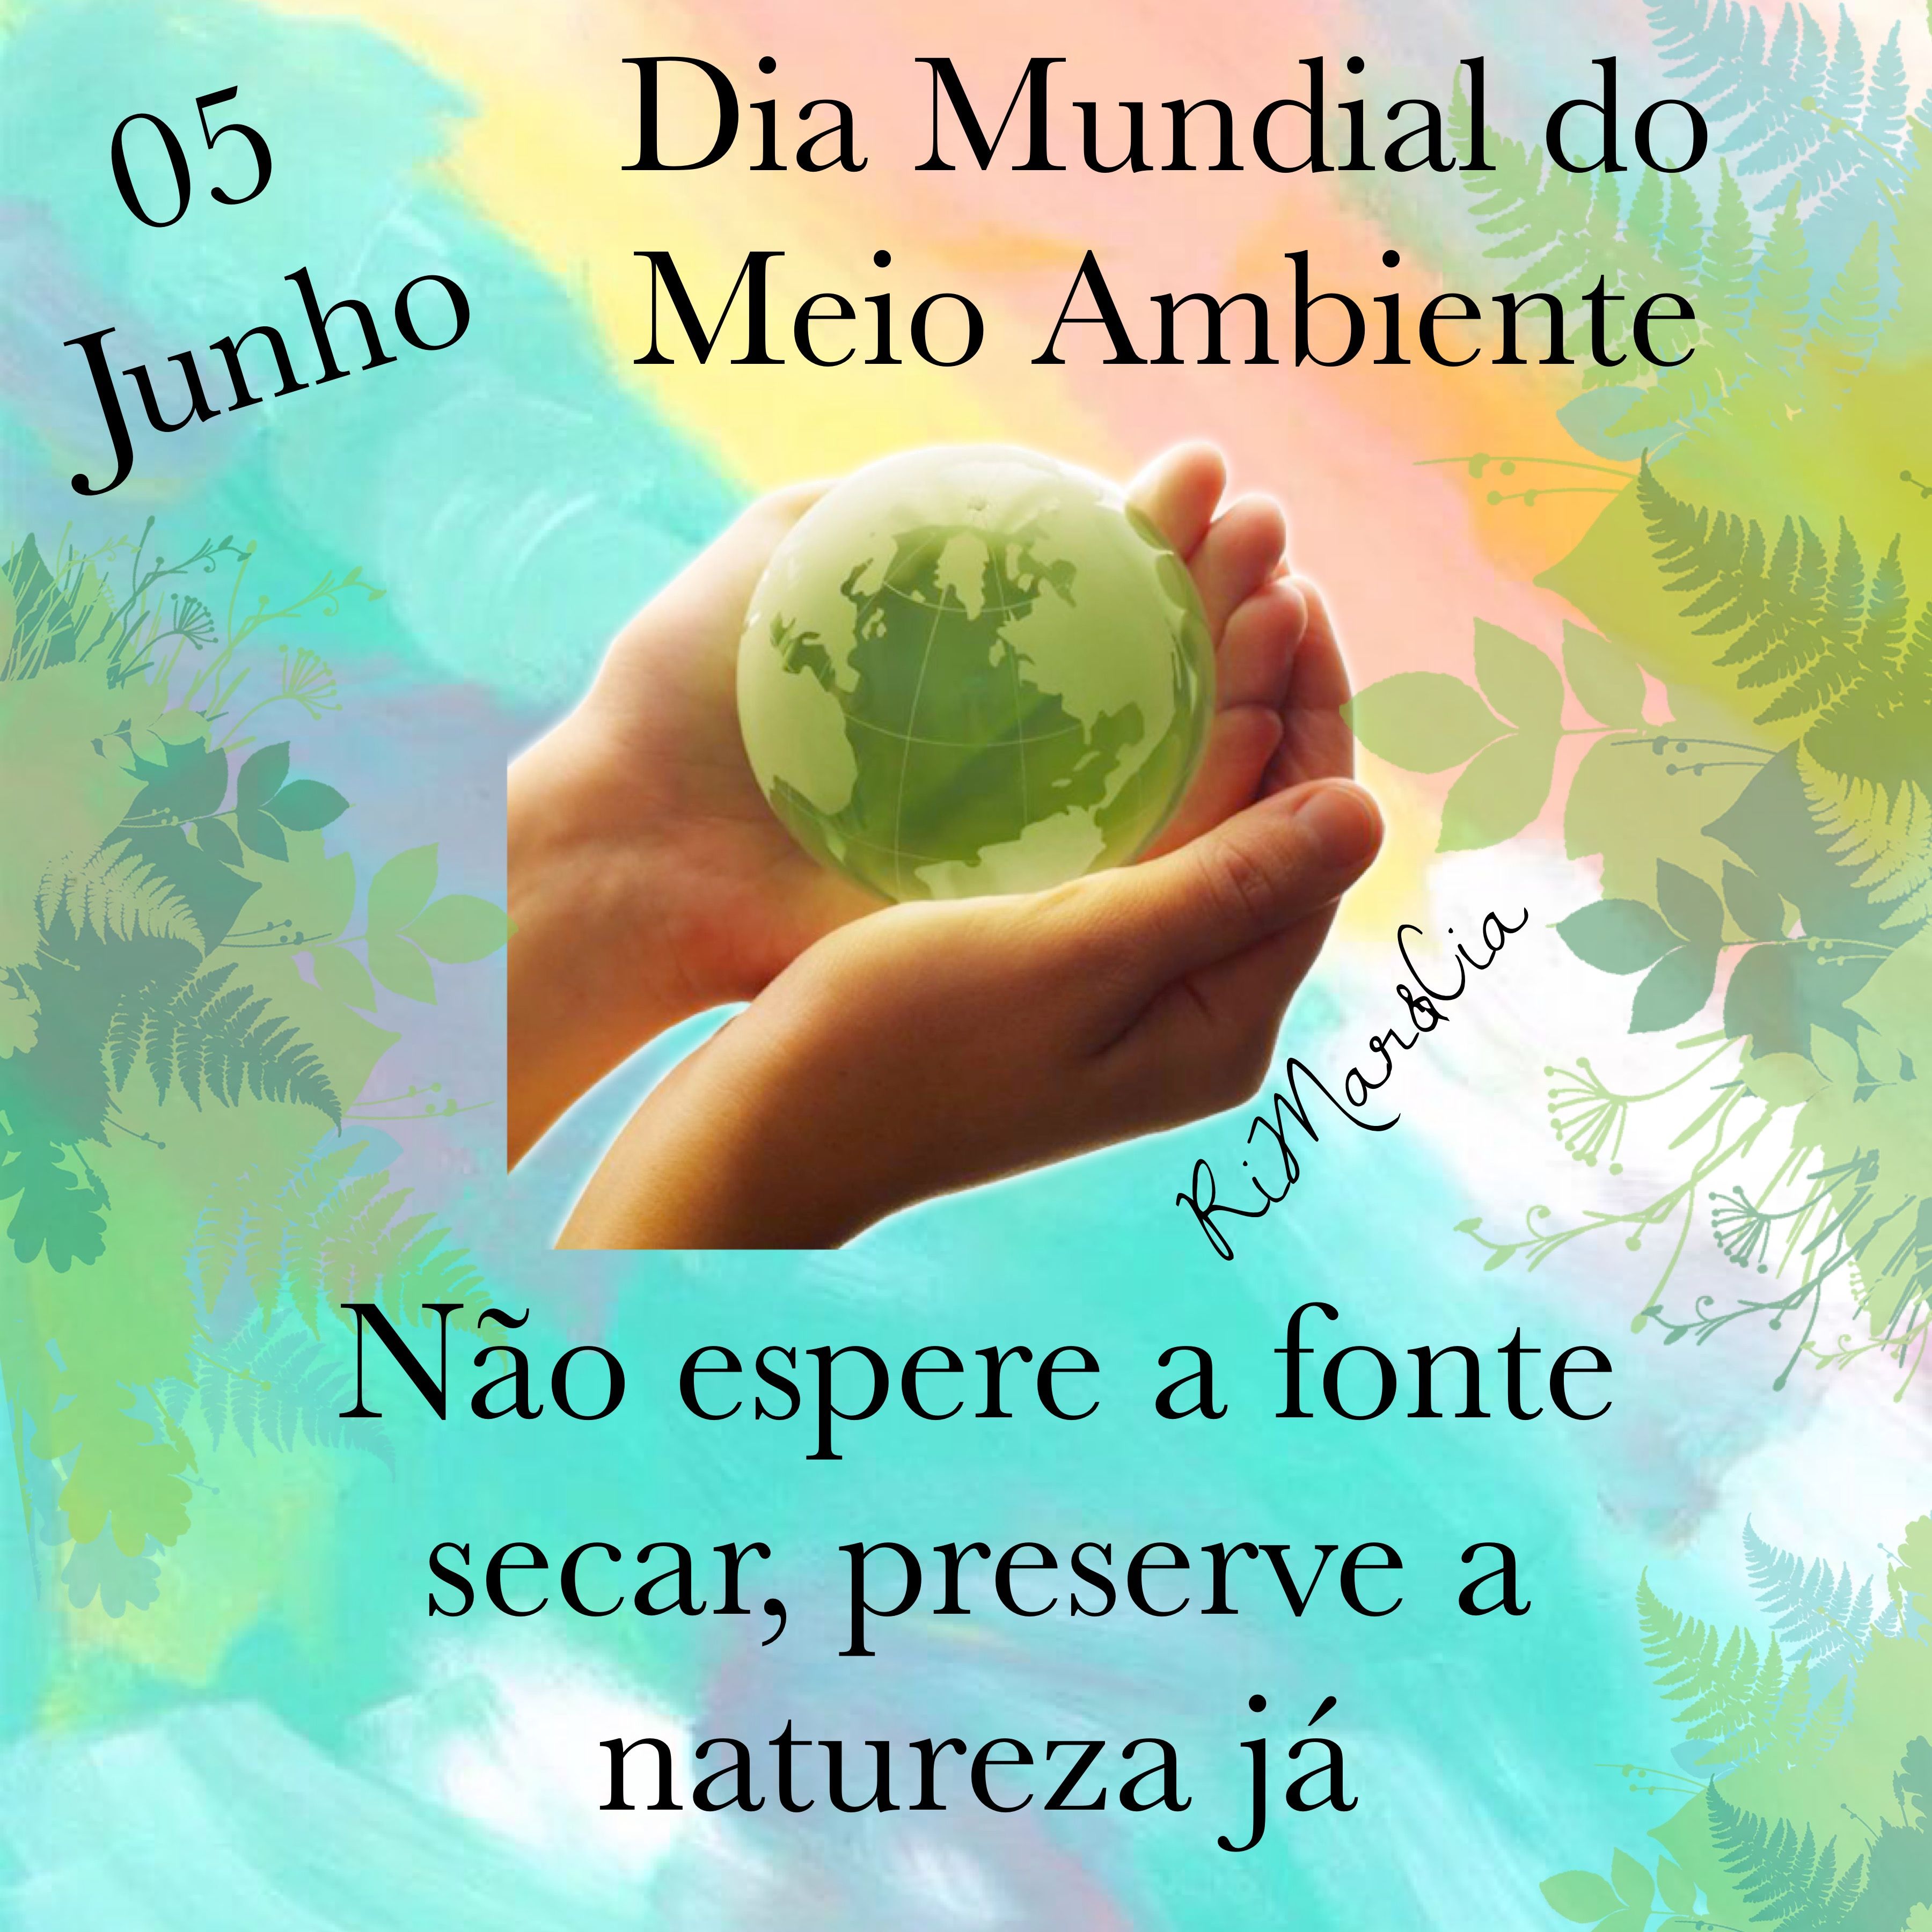 05
Junho
Dia Mundial do
Meio Ambiente
RiMar&Cia
Não espere a fonte
secar, preserve a
natureza já